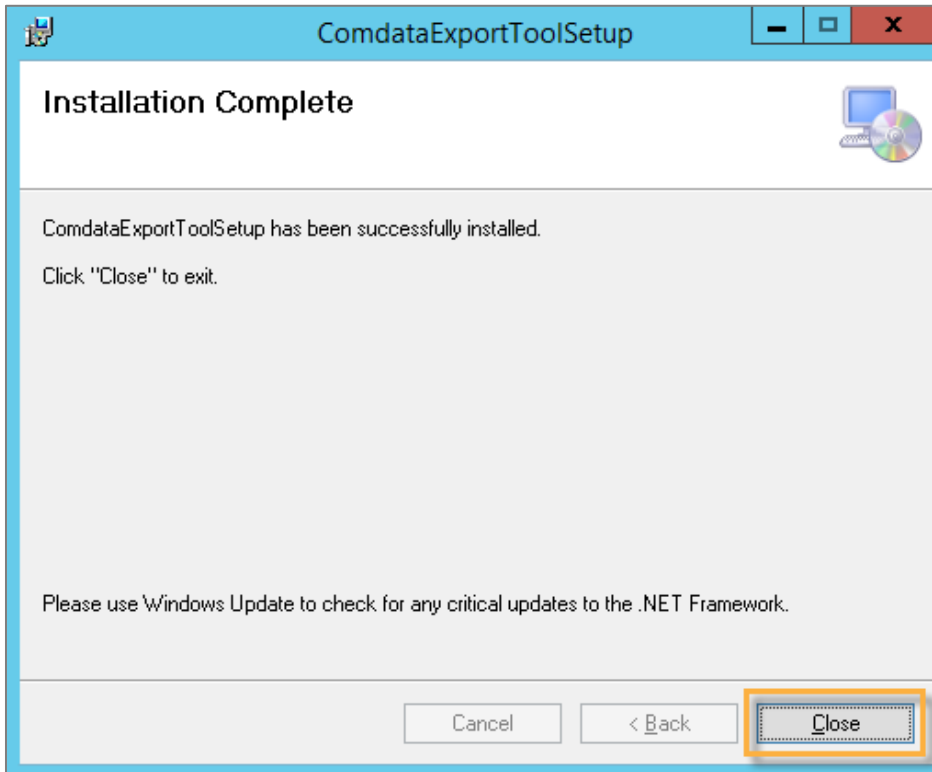 ComdataExportToolSetup
Installation Complete
ComdataExportToolSetup has been successfully installed.
Click "Close" to exit.
Please use Windows Update to check for any critical updates to the .NET Framework.
Cancel
< Back
Close